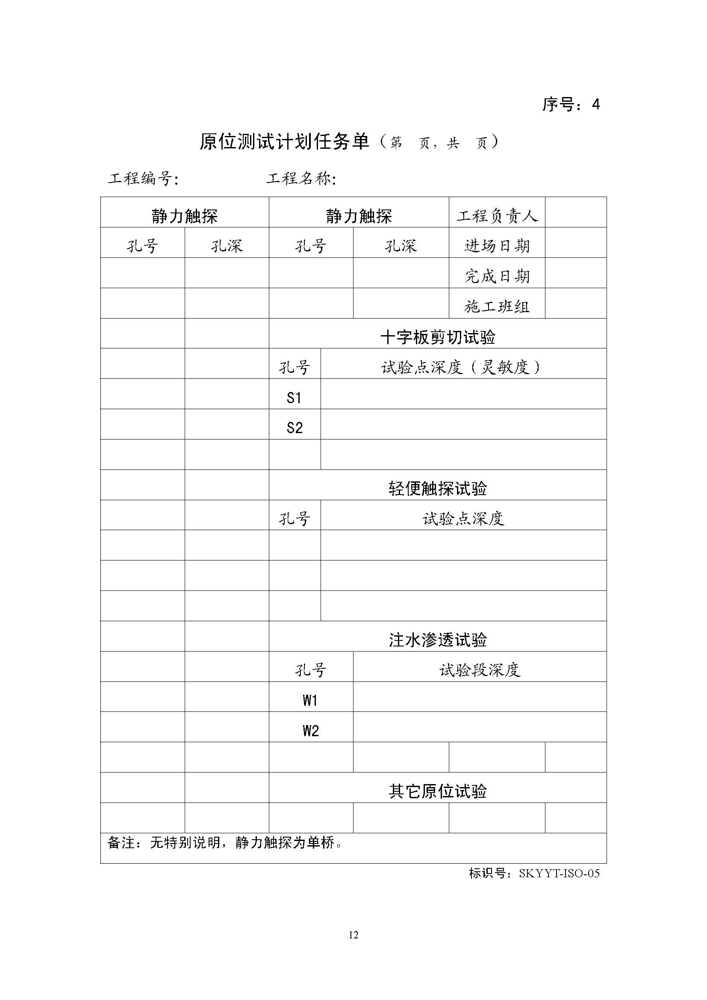 序号：4
原位测试计划任务单（第　页，共　页）
工程编号：　　　　　工程名称：
静力触探　静力触探　工程负责人
孔号　孔深　孔号　孔深　进场日期
完成日期
施工班组
十字板剪切试验
孔号　试验点深度（灵敏度）
S1
S2
轻便触探试验
孔号　试验点深度
注水渗透试验
孔号　试验段深度
W1
W2
其它原位试验
备注：无特别说明，静力触探为单桥。
标识号：SKYYT-ISO-05
12